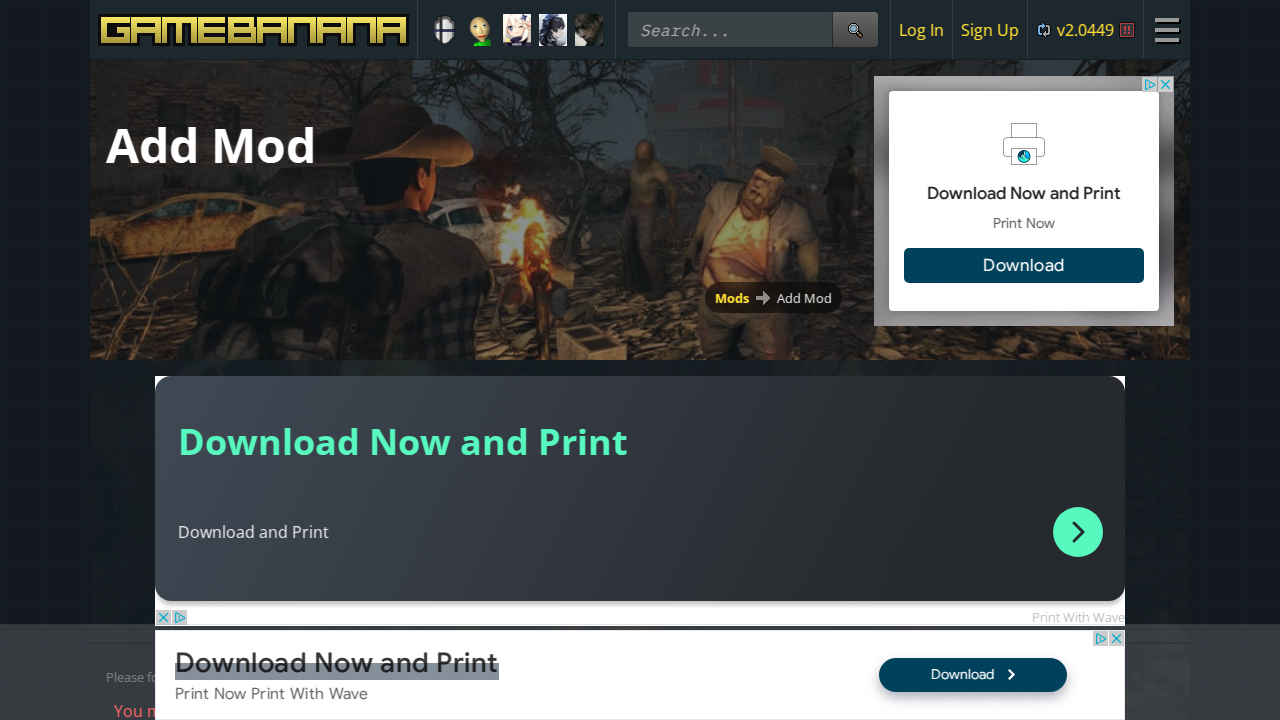 GAMEBANANA
Search...
Log In
Sign Up
v2.0449
Add Mod
Mods
Add Mod
Download Now and Print
Print Now
Download
Download Now and Print
Download and Print
Print With Wave
Download Now and Print
Print Now Print With Wave
Download
Please fo
You n